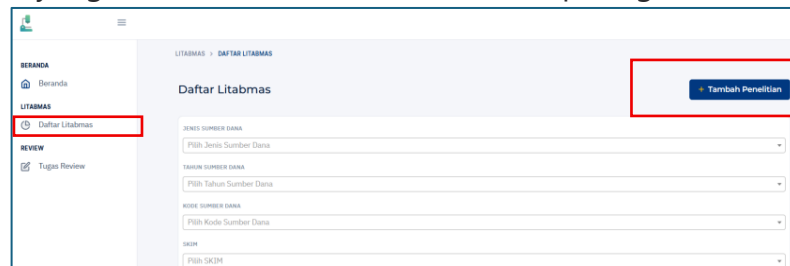 LITABMAS > DAFTAR LITABMAS
BERANDA
Beranda
LITABMAS
Daftar Litabmas
REVIEW
Tugas Review
Daftar Litabmas
+ Tambah Penelitian
JENIS SUMBER DANA
Pilih Jenis Sumber Dana
TAHUN SUMBER DANA
Pilih Tahun Sumber Dana
KODE SUMBER DANA
Pilih Kode Sumber Dana
SKIM
Pilih SKIM